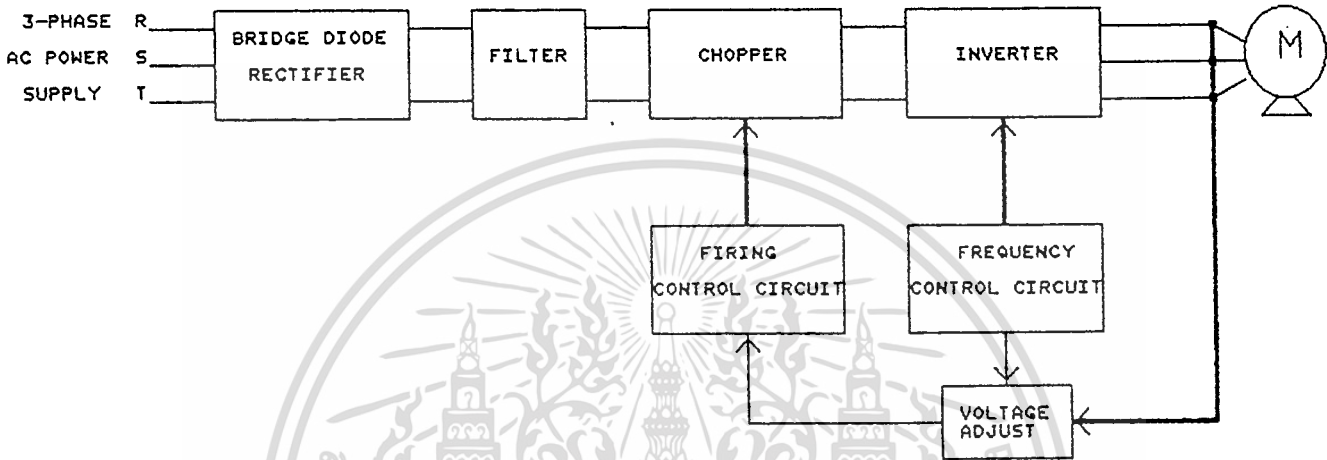 3-PHASE R
AC POWER S
SUPPLY T
BRIDGE DIODE
RECTIFIER
FILTER
CHOPPER
INVERTER
M
FIRING
CONTROL CIRCUIT
FREQUENCY
CONTROL CIRCUIT
VOLTAGE
ADJUST